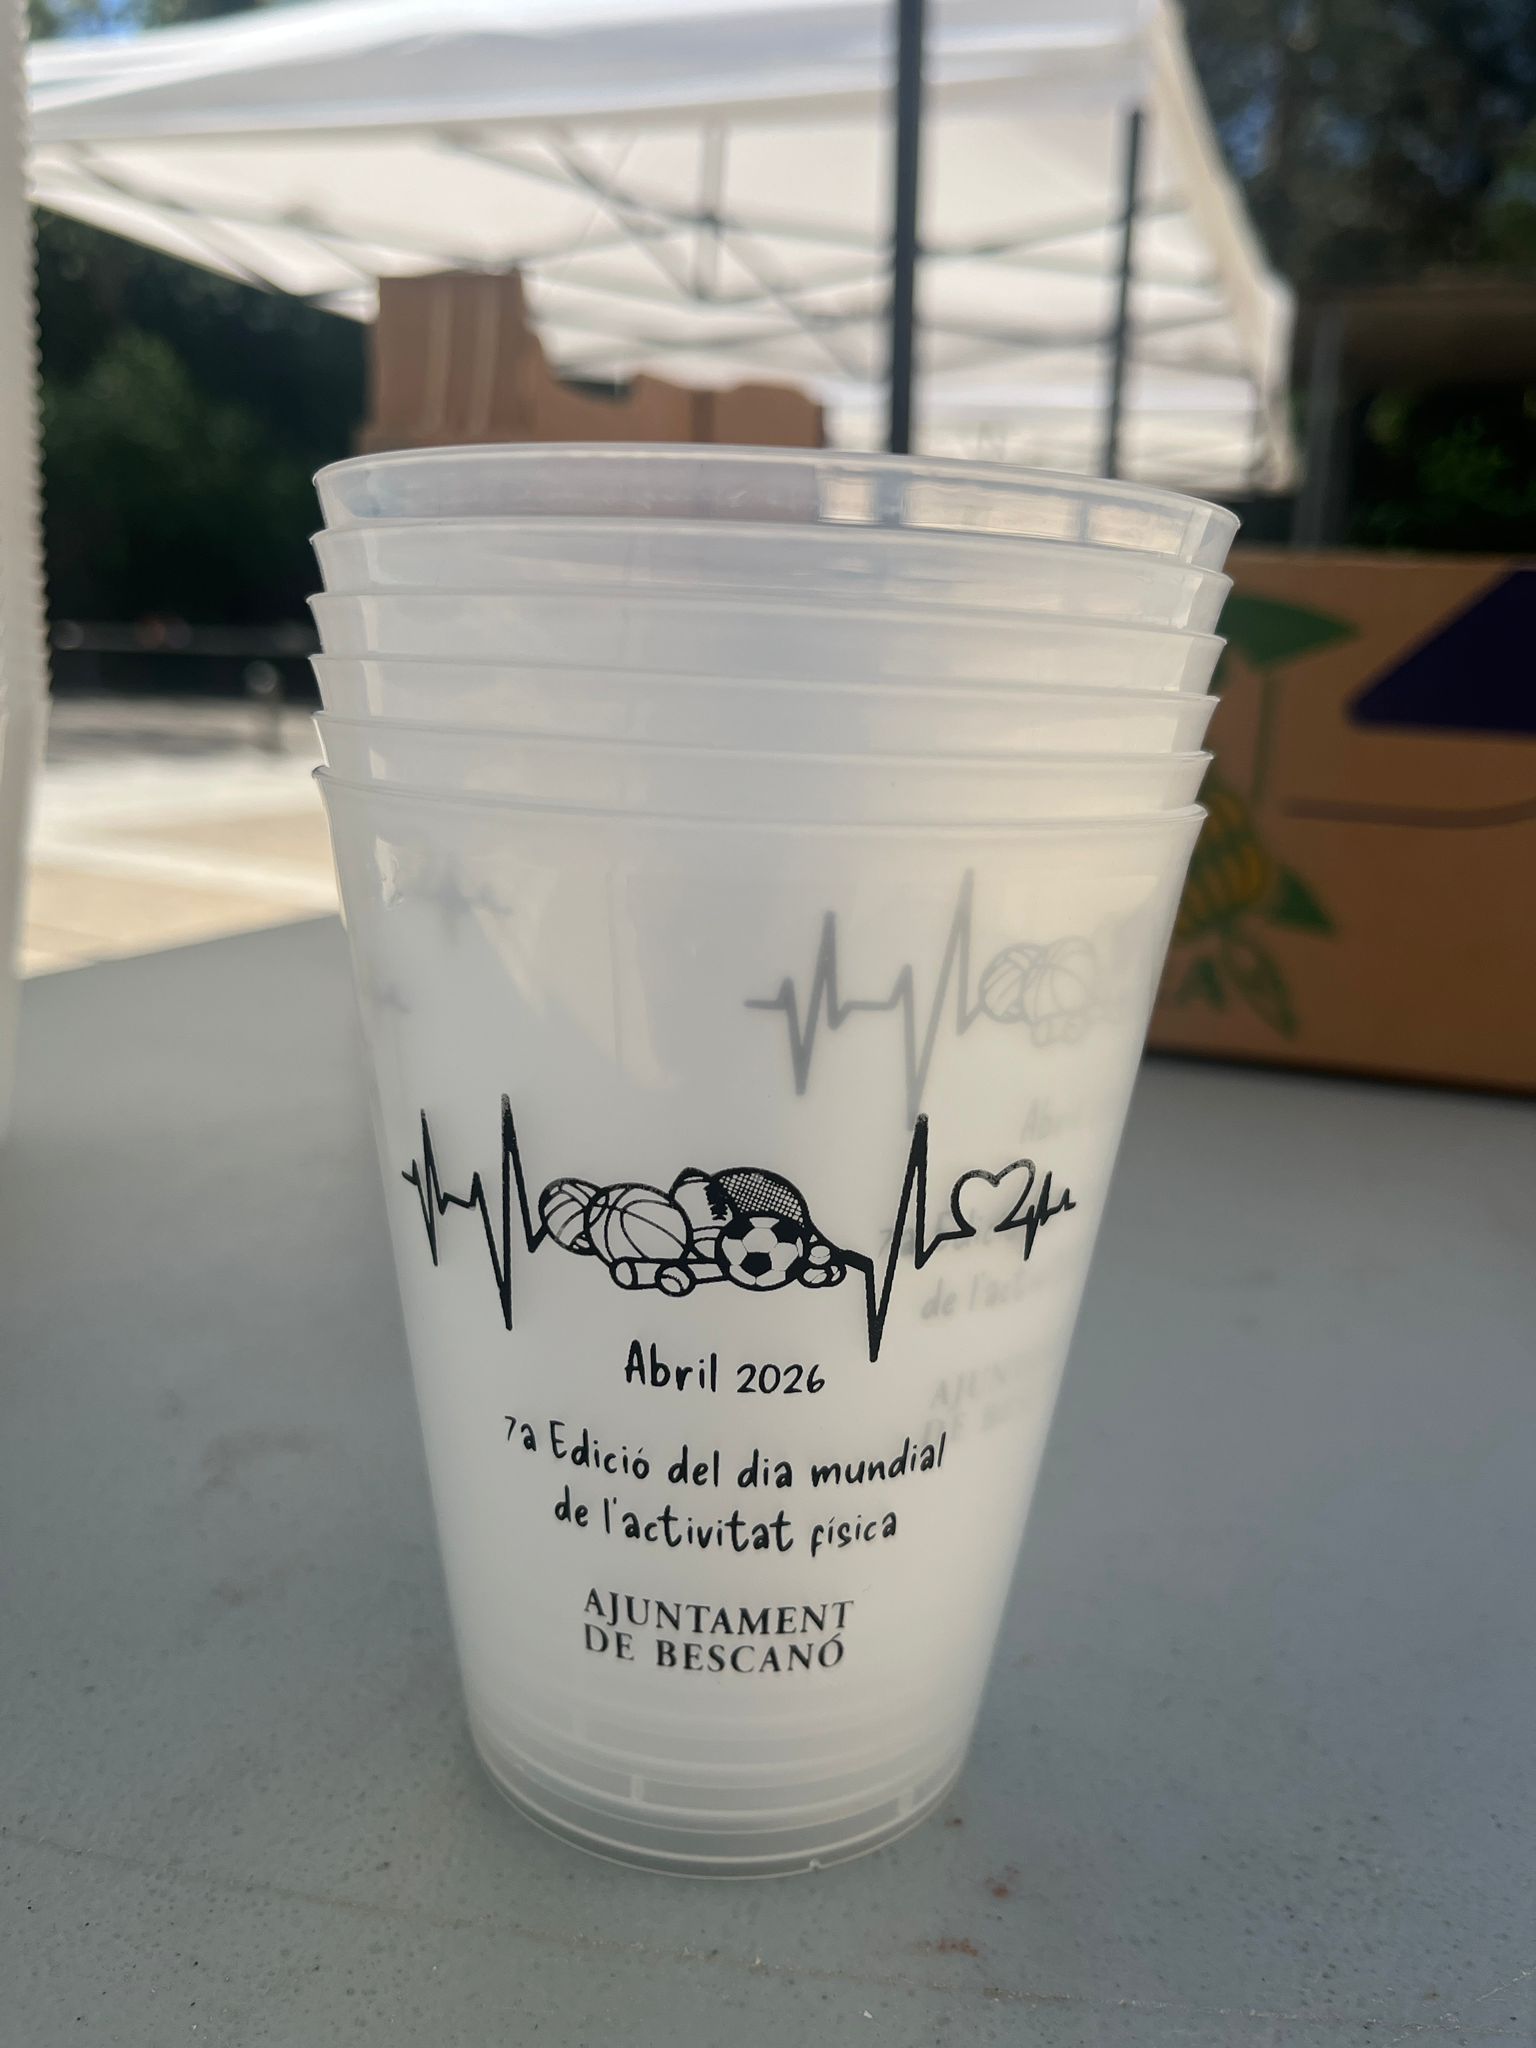 Abril 2026
7a Edició del dia mundial
de l'activitat física
AJUNTAMENT
DE BESCANÓ